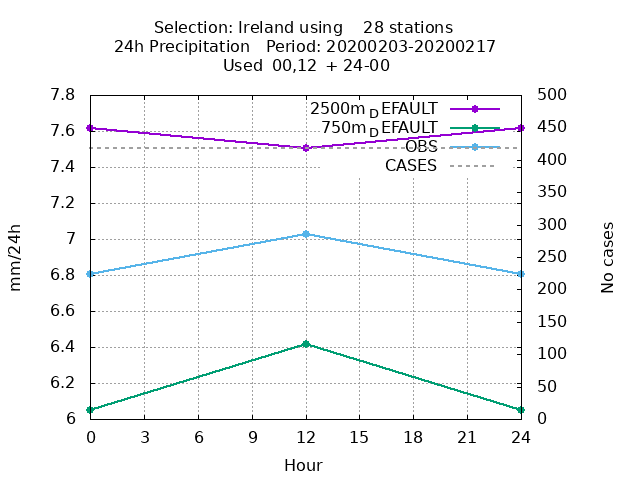 Selection: Ireland using    28 stations
24h Precipitation   Period: 20200203-20200217
Used  00,12  + 24-00
7.8
7.6
7.4
7.2
7
6.8
6.6
6.4
6.2
6
500
450
400
350
300
250
200
150
100
50
0
2500m_DEFAULT
750m_DEFAULT
OBS
CASES
mm/24h
No cases
0 3 6 9 12 15 18 21 24
Hour